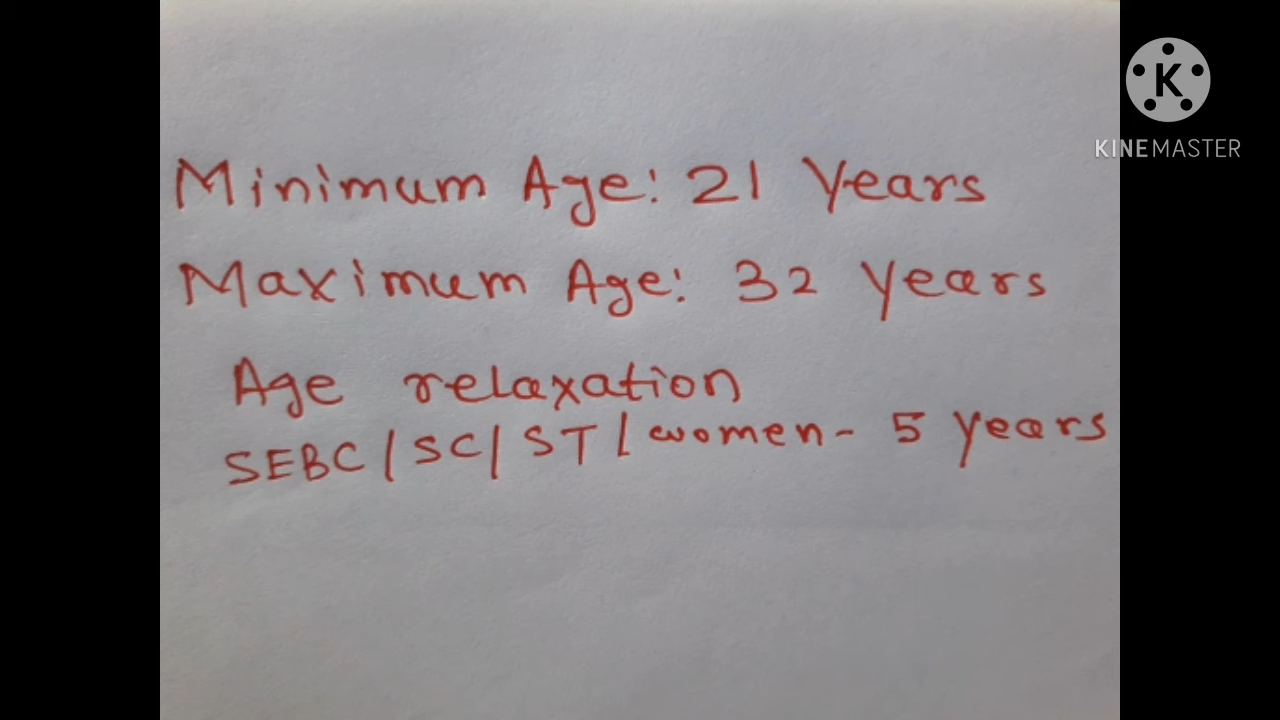 K
KINEMASTER
Minimum Age: 21 Years
Maximum Age: 32 Years
Age relaxation
SEBC/SC/ST/women- 5 years